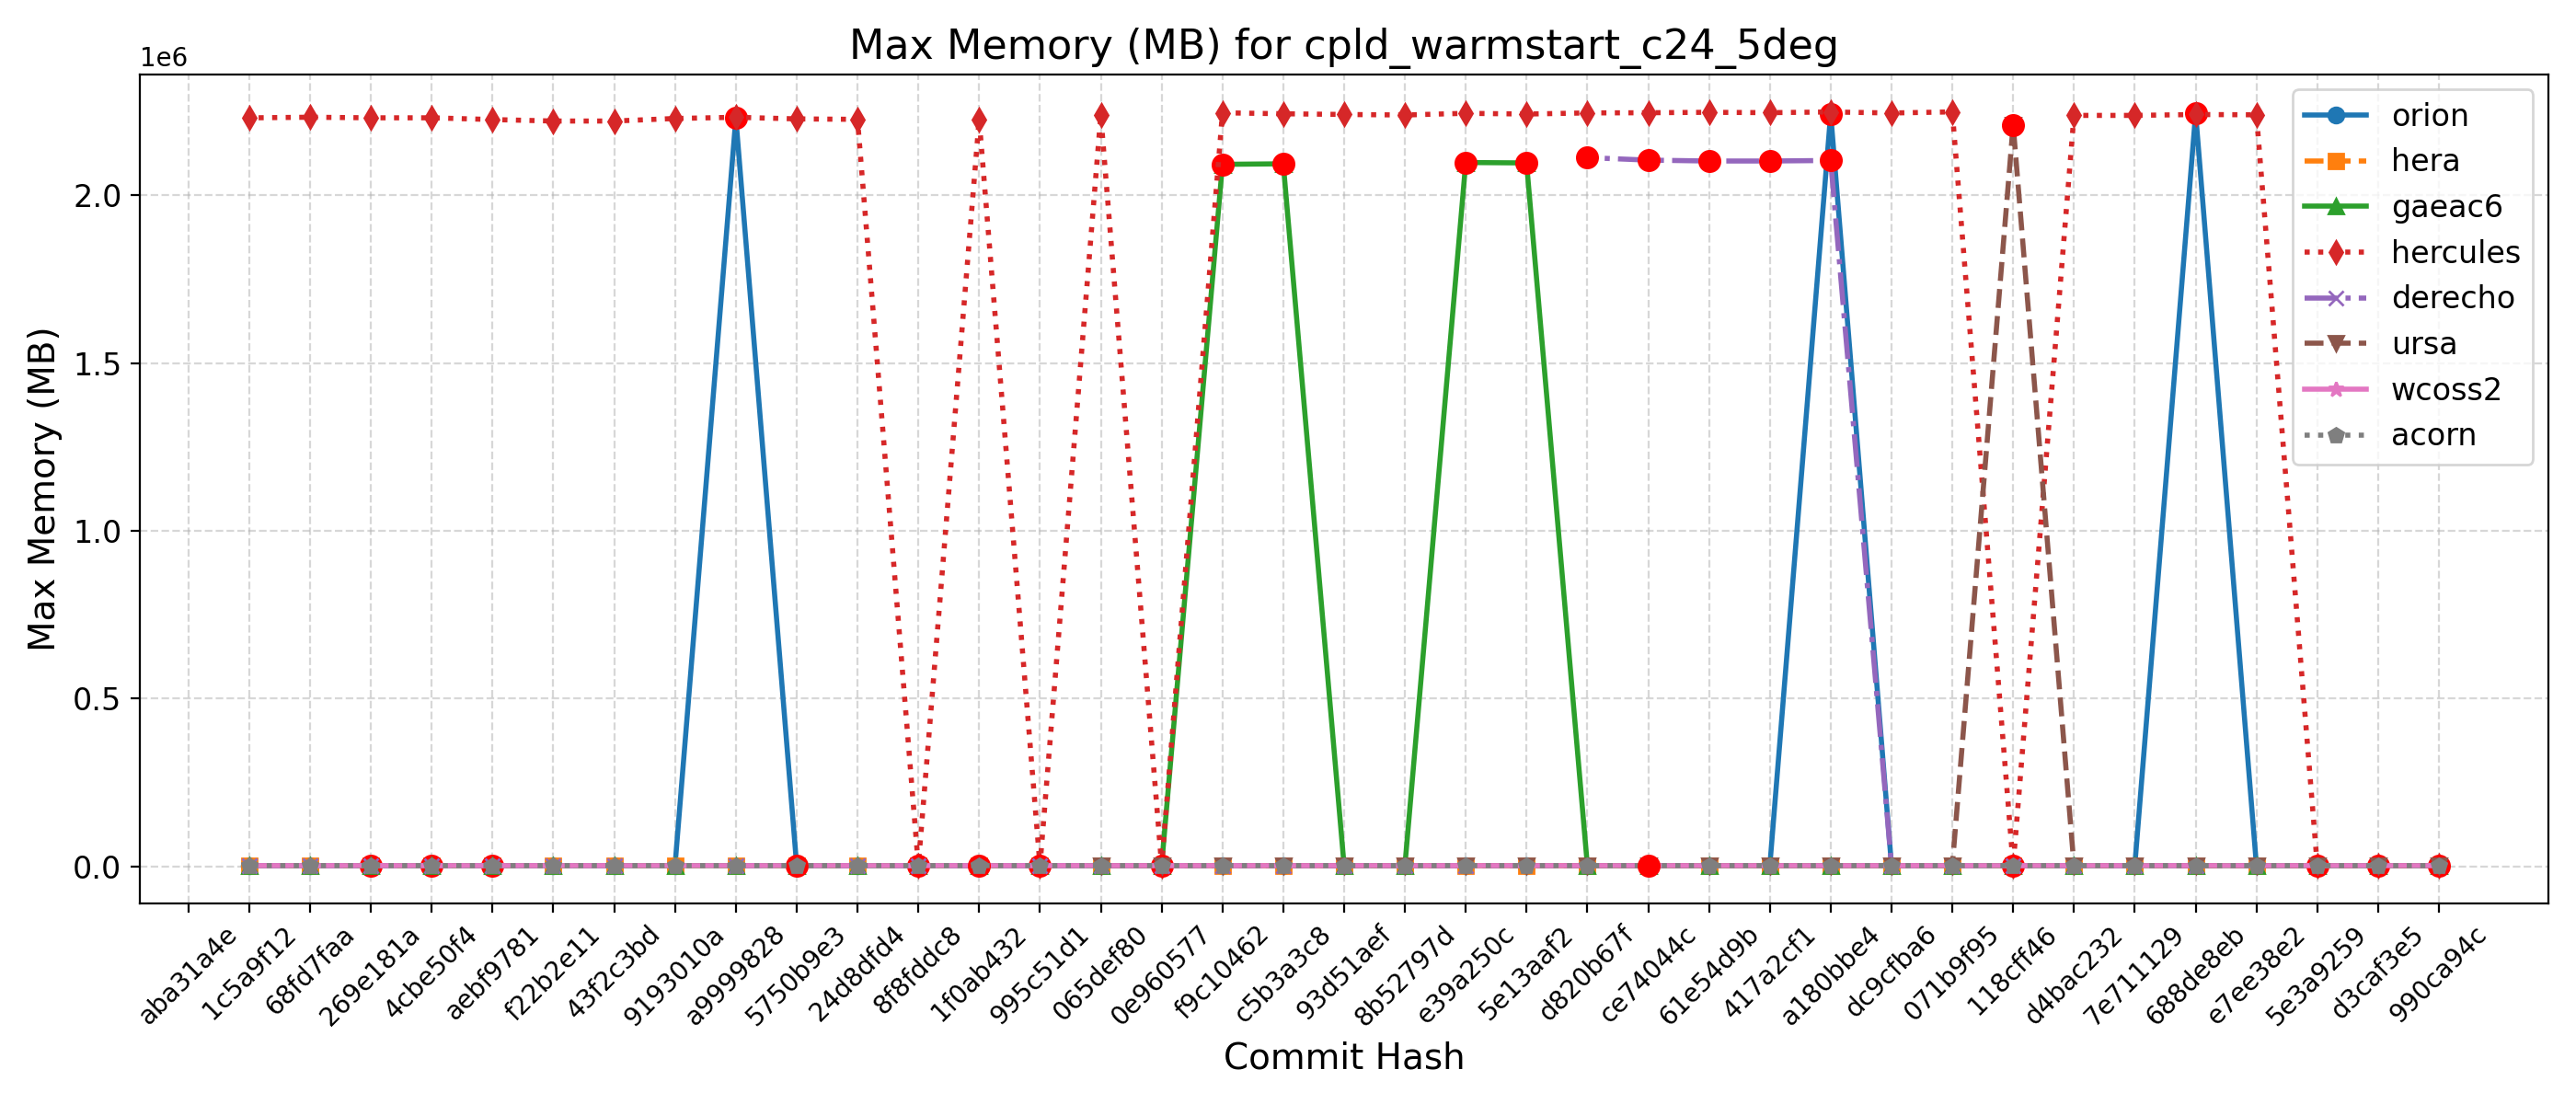 Max Memory (MB) for cpld_warmstart_c24_5deg
1e6
2.0
1.5
1.0
0.5
0.0
Max Memory (MB)
orion
hera
gaeac6
hercules
derecho
ursa
wcoss2
acorn
aba31a4e
1c5a9f12
68fd7faa
269e181a
4cbe50f4
aebf9781
f22b2e11
43f2c3bd
9193010a
a9999828
5750b9e3
24d8dfd4
8f8fddc8
1f0ab432
995c51d1
065def80
0e960577
f9c10462
c5b3a3c8
93d51aef
8b52797d
e39a250c
5e13aaf2
d820b67f
ce74044c
61e54d9b
417a2cf1
a180bbe4
dc9cfba6
071b9f95
118cff46
d4bac232
7e711129
688de8eb
e7ee38e2
5e3a9259
d3caf3e5
990ca94c
Commit Hash